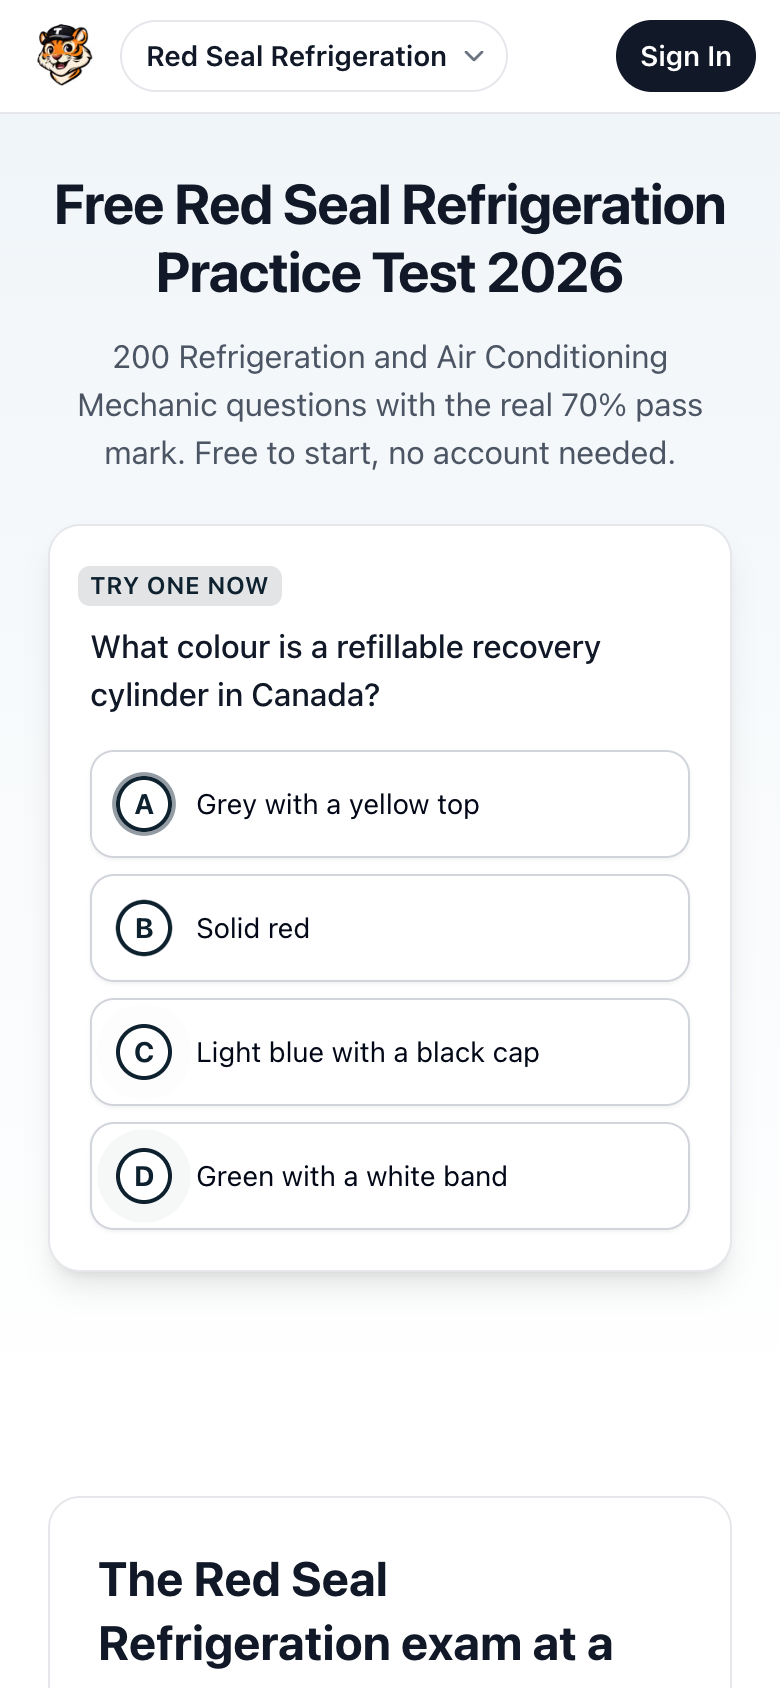 T
Red Seal Refrigeration
Sign In
Free Red Seal Refrigeration
Practice Test 2026
200 Refrigeration and Air Conditioning
Mechanic questions with the real 70% pass
mark. Free to start, no account needed.
TRY ONE NOW
What colour is a refillable recovery
cylinder in Canada?
A Grey with a yellow top
B Solid red
C Light blue with a black cap
D Green with a white band
The Red Seal
Refrigeration exam at a